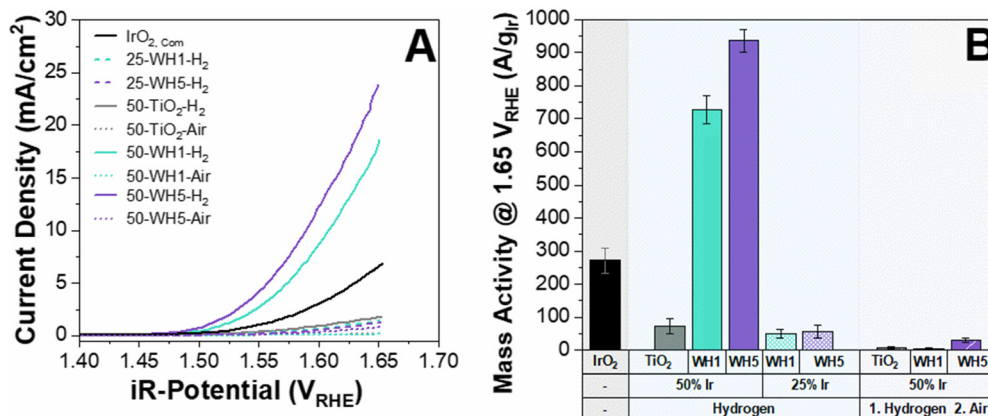 A
Current Density (mA/cm²)
30
25
20
15
10
5
0
IrO₂, Com
25-WH1-H₂
25-WH5-H₂
50-TiO₂-H₂
50-TiO₂-Air
50-WH1-H₂
50-WH1-Air
50-WH5-H₂
50-WH5-Air
1.40 1.45 1.50 1.55 1.60 1.65 1.70
iR-Potential (V_RHE)
B
Mass Activity @ 1.65 V_RHE (A/g_Ir)
1000
900
800
700
600
500
400
300
200
100
0
IrO₂ TiO₂ WH1 WH5 WH1 WH5 TiO₂ WH1 WH5
- 50% Ir 25% Ir 50%
- Hydrogen 1. Hydrogen 2. Air